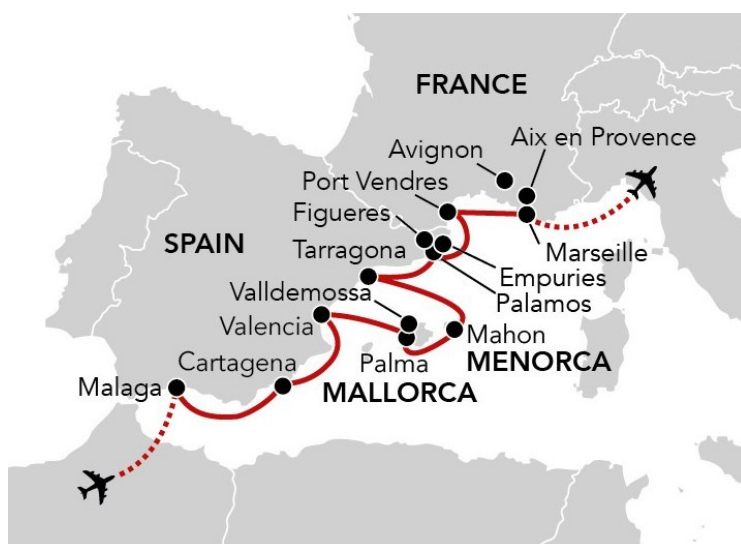 FRANCE
Aix en Provence
Avignon
Port Vendres
Figueres
SPAIN
Marseille
Tarragona
Empuries
Palamos
Valldemossa
Valencia
Mahon
Palma
MENORCA
Cartagena
MALLORCA
Malaga